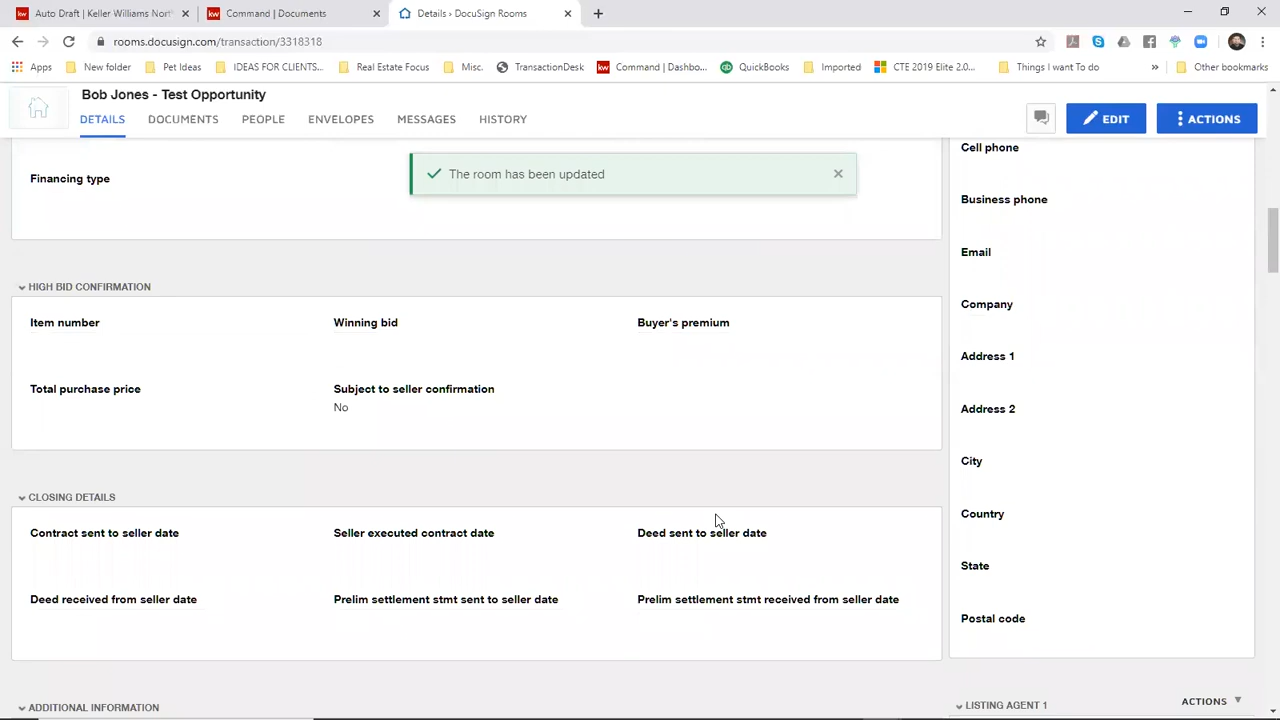 Auto Draft | Keller Williams Nort
Command | Documents
Details › DocuSign Rooms
rooms.docusign.com/transaction/3318318
Apps
New folder
Pet Ideas
IDEAS FOR CLIENTS...
Real Estate Focus
Misc.
TransactionDesk
Command | Dashbo...
QuickBooks
Imported
CTE 2019 Elite 2.0...
Things I want To Do
Other bookmarks
Bob Jones - Test Opportunity
DETAILS
DOCUMENTS
PEOPLE
ENVELOPES
MESSAGES
HISTORY
EDIT
ACTIONS
The room has been updated
Financing type
HIGH BID CONFIRMATION
Item number
Winning bid
Buyer's premium
Total purchase price
Subject to seller confirmation
No
CLOSING DETAILS
Contract sent to seller date
Seller executed contract date
Deed sent to seller date
Deed received from seller date
Prelim settlement stmt sent to seller date
Prelim settlement stmt received from seller date
ADDITIONAL INFORMATION
Cell phone
Business phone
Email
Company
Address 1
Address 2
City
Country
State
Postal code
LISTING AGENT 1
ACTIONS